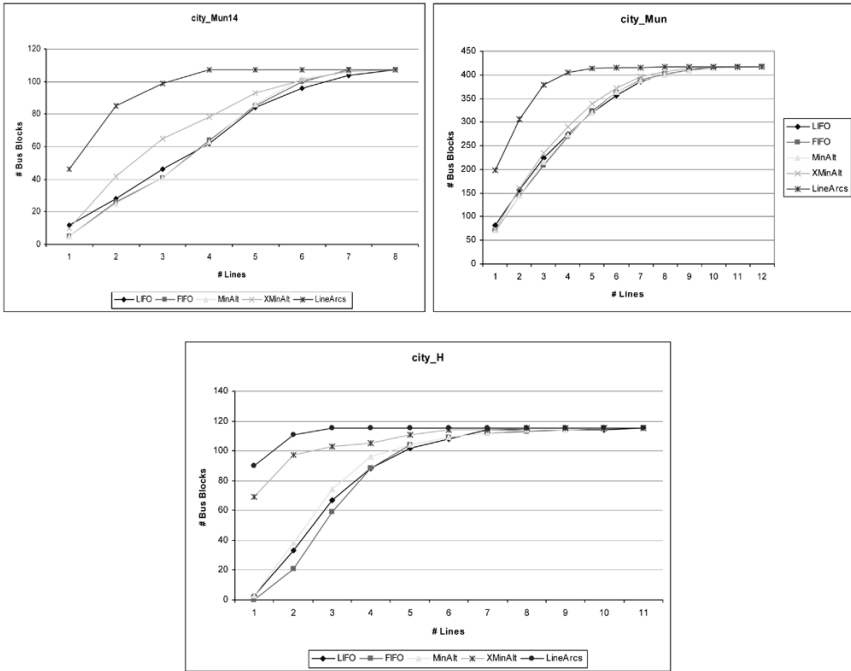 city_Mun14
120
100
80
60
40
20
0
# Bus Blocks
1 2 3 4 5 6 7 8
# Lines
LIFO FIFO MinAlt XMinAlt LineArcs
city_Mun
450
400
350
300
250
200
150
100
50
0
# Bus Blocks
1 2 3 4 5 6 7 8 9 10 11 12
# Lines
LIFO
FIFO
MinAlt
XMinAlt
LineArcs
city_H
140
120
100
80
60
40
20
0
# Bus Blocks
1 2 3 4 5 6 7 8 9 10 11
# Lines
LIFO FIFO MinAlt XMinAlt LineArcs